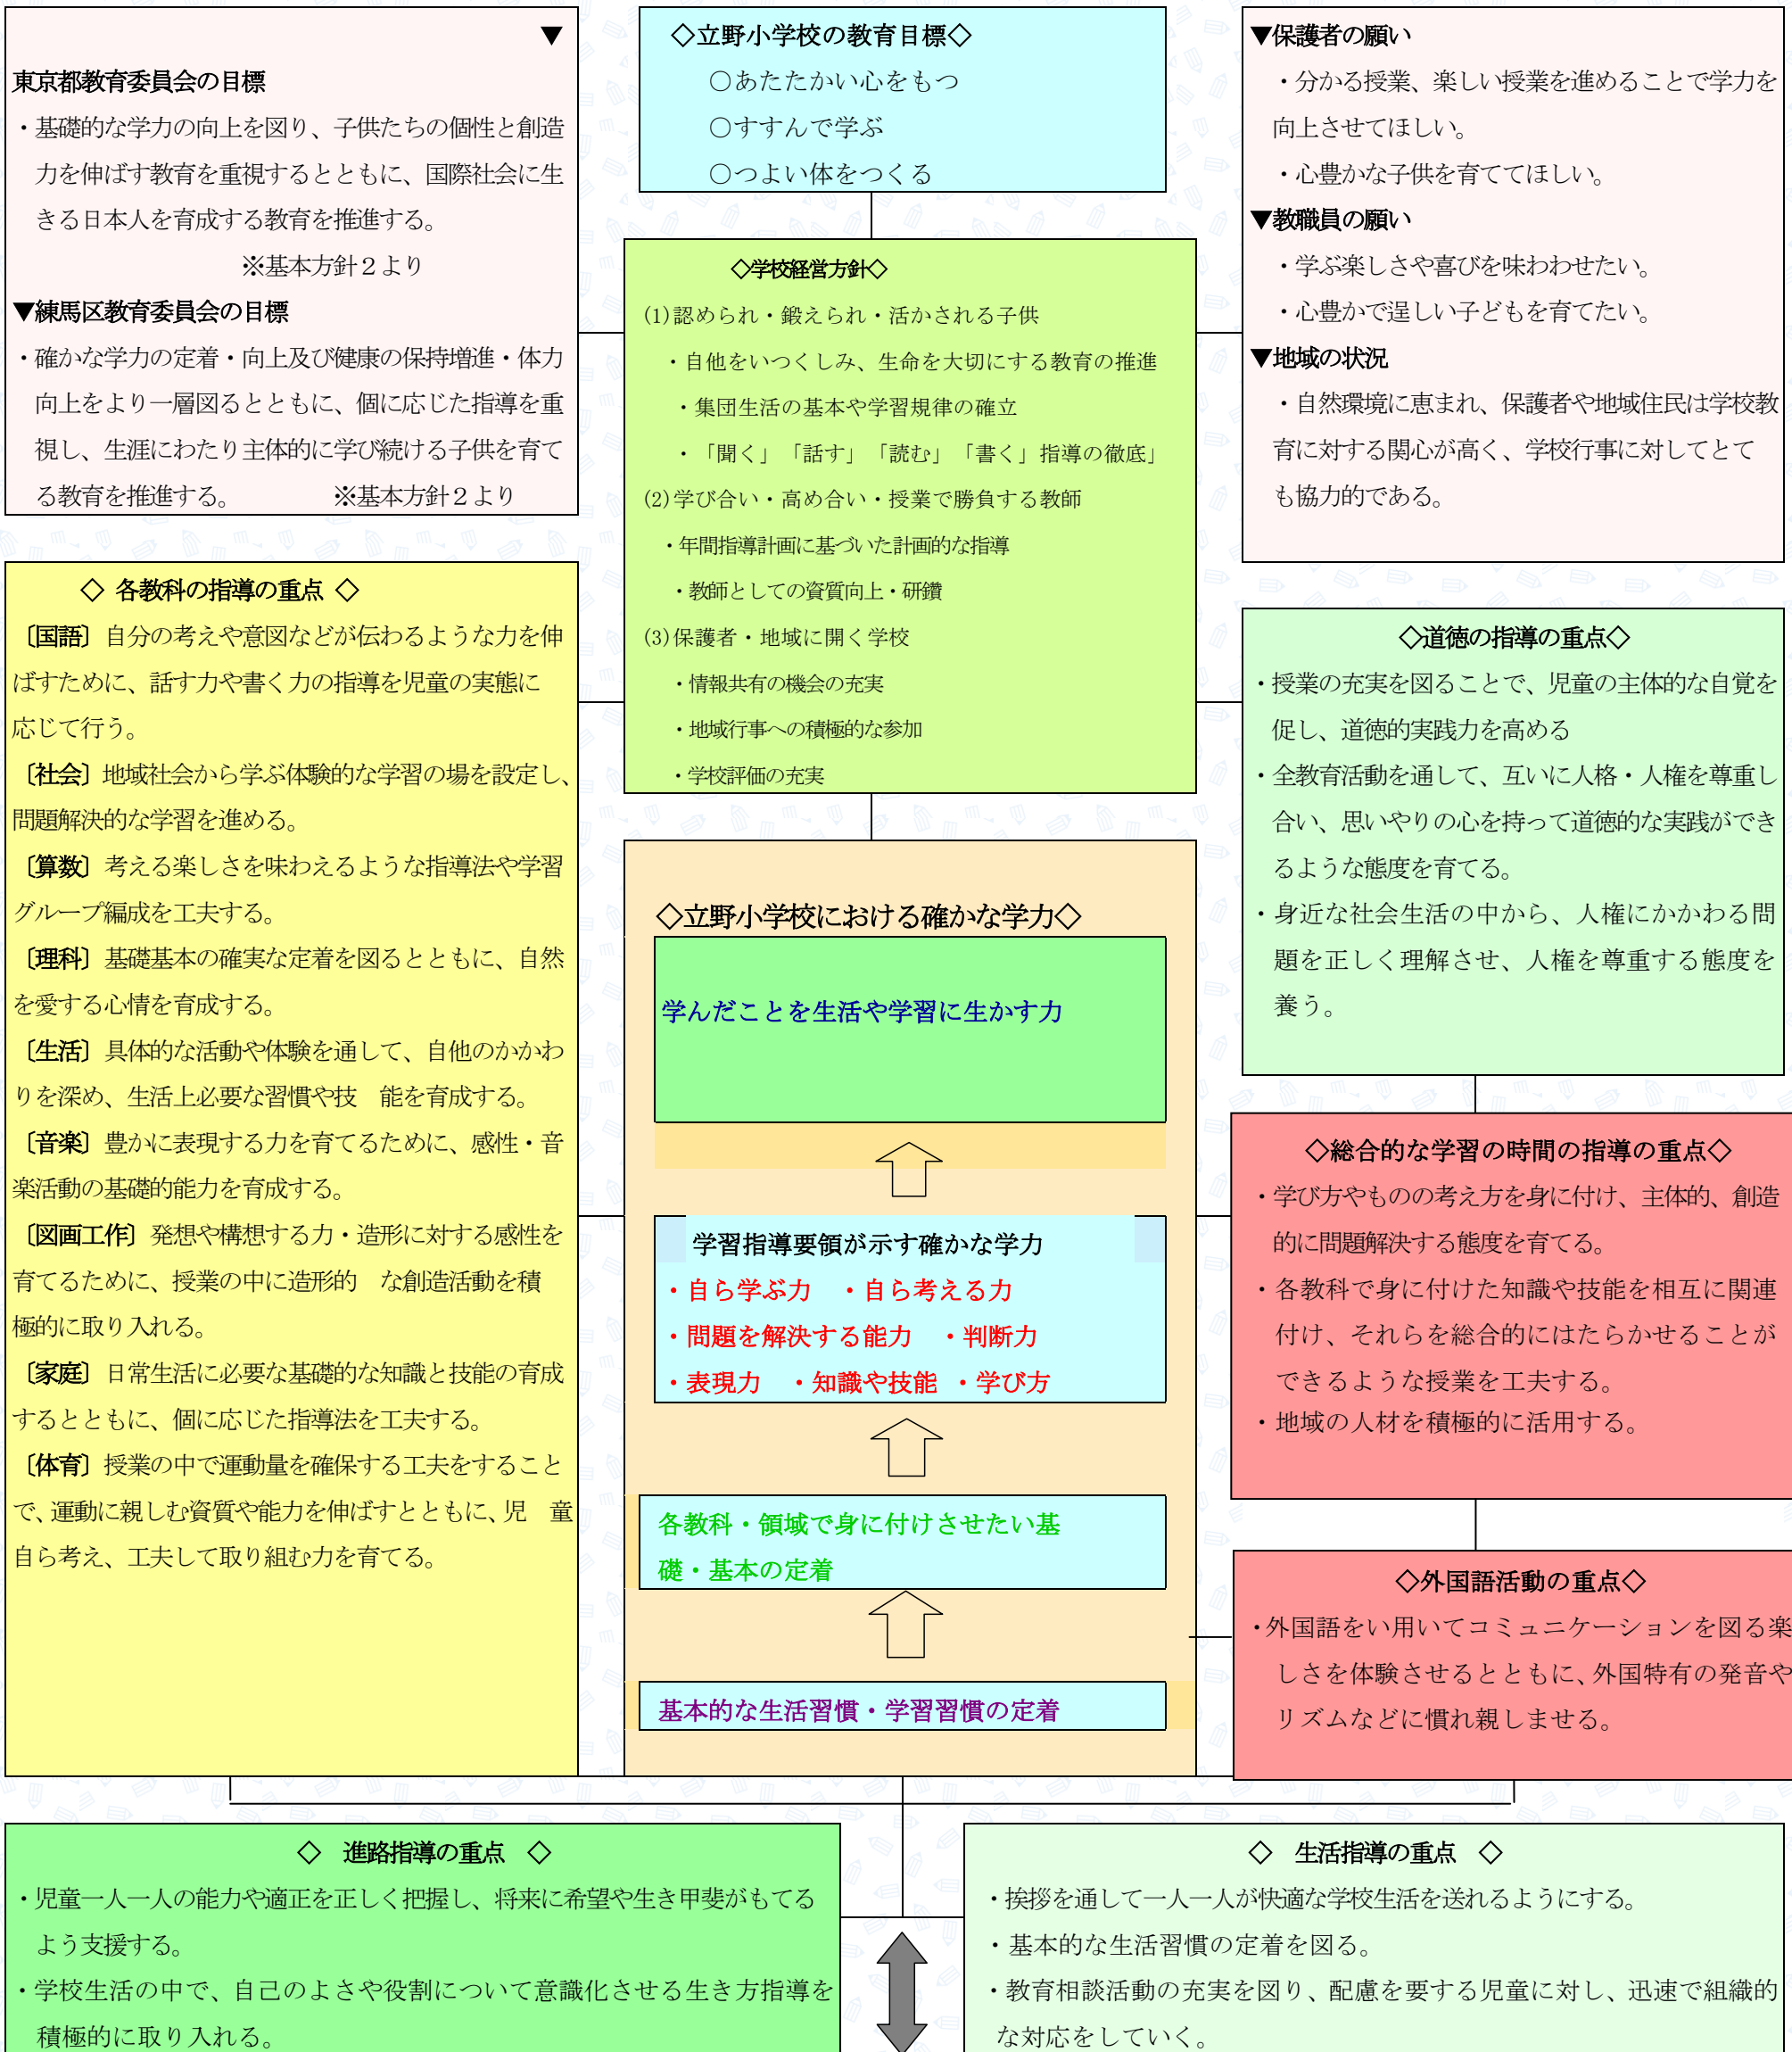 ▼
東京都教育委員会の目標
・基礎的な学力の向上を図り、子供たちの個性と創造
力を伸ばす教育を重視するとともに、国際社会に生
きる日本人を育成する教育を推進する。
※基本方針２より
▼練馬区教育委員会の目標
・確かな学力の定着・向上及び健康の保持増進・体力
向上をより一層図るとともに、個に応じた指導を重
視し、生涯にわたり主体的に学び続ける子供を育て
る教育を推進する。　※基本方針２より
◇立野小学校の教育目標◇
○あたたかい心をもつ
○すすんで学ぶ
○つよい体をつくる
▼保護者の願い
・分かる授業、楽しい授業を進めることで学力を
向上させてほしい。
・心豊かな子供を育ててほしい。
▼教職員の願い
・学ぶ楽しさや喜びを味わわせたい。
・心豊かで逞しい子どもを育てたい。
▼地域の状況
・自然環境に恵まれ、保護者や地域住民は学校教
育に対する関心が高く、学校行事に対してとて
も協力的である。
◇学校経営方針◇
(1)認められ・鍛えられ・活かされる子供
・自他をいつくしみ、生命を大切にする教育の推進
・集団生活の基本や学習規律の確立
・「聞く」「話す」「読む」「書く」指導の徹底」
(2)学び合い・高め合い・授業で勝負する教師
・年間指導計画に基づいた計画的な指導
・教師としての資質向上・研鑽
(3)保護者・地域に開く学校
・情報共有の機会の充実
・地域行事への積極的な参加
・学校評価の充実
◇ 各教科の指導の重点 ◇
〔国語〕自分の考えや意図などが伝わるような力を伸
ばすために、話す力や書く力の指導を児童の実態に
応じて行う。
〔社会〕地域社会から学ぶ体験的な学習の場を設定し、
問題解決的な学習を進める。
〔算数〕考える楽しさを味わえるような指導法や学習
グループ編成を工夫する。
〔理科〕基礎基本の確実な定着を図るとともに、自然
を愛する心情を育成する。
〔生活〕具体的な活動や体験を通して、自他のかかわ
りを深め、生活上必要な習慣や技　能を育成する。
〔音楽〕豊かに表現する力を育てるために、感性・音
楽活動の基礎的能力を育成する。
〔図画工作〕発想や構想する力・造形に対する感性を
育てるために、授業の中に造形的　な創造活動を積
極的に取り入れる。
〔家庭〕日常生活に必要な基礎的な知識と技能の育成
するとともに、個に応じた指導法を工夫する。
〔体育〕授業の中で運動量を確保する工夫をすること
で、運動に親しむ資質や能力を伸ばすとともに、児　童
自ら考え、工夫して取り組む力を育てる。
◇立野小学校における確かな学力◇
学んだことを生活や学習に生かす力
学習指導要領が示す確かな学力
・自ら学ぶ力　・自ら考える力
・問題を解決する能力　・判断力
・表現力　・知識や技能　・学び方
各教科・領域で身に付けさせたい基
礎・基本の定着
基本的な生活習慣・学習習慣の定着
◇道徳の指導の重点◇
・授業の充実を図ることで、児童の主体的な自覚を
促し、道徳的実践力を高める
・全教育活動を通して、互いに人格・人権を尊重し
合い、思いやりの心を持って道徳的な実践ができ
るような態度を育てる。
・身近な社会生活の中から、人権にかかわる問
題を正しく理解させ、人権を尊重する態度を
養う。
◇総合的な学習の時間の指導の重点◇
・学び方やものの考え方を身に付け、主体的、創造
的に問題解決する態度を育てる。
・各教科で身に付けた知識や技能を相互に関連
付け、それらを総合的にはたらかせることが
できるような授業を工夫する。
・地域の人材を積極的に活用する。
◇外国語活動の重点◇
・外国語をい用いてコミュニケーションを図る楽
しさを体験させるとともに、外国特有の発音や
リズムなどに慣れ親しませる。
◇　進路指導の重点　◇
・児童一人一人の能力や適正を正しく把握し、将来に希望や生き甲斐がもてる
よう支援する。
・学校生活の中で、自己のよさや役割について意識化させる生き方指導を
積極的に取り入れる。
◇　生活指導の重点　◇
・挨拶を通して一人一人が快適な学校生活を送れるようにする。
・基本的な生活習慣の定着を図る。
・教育相談活動の充実を図り、配慮を要する児童に対し、迅速で組織的
な対応をしていく。